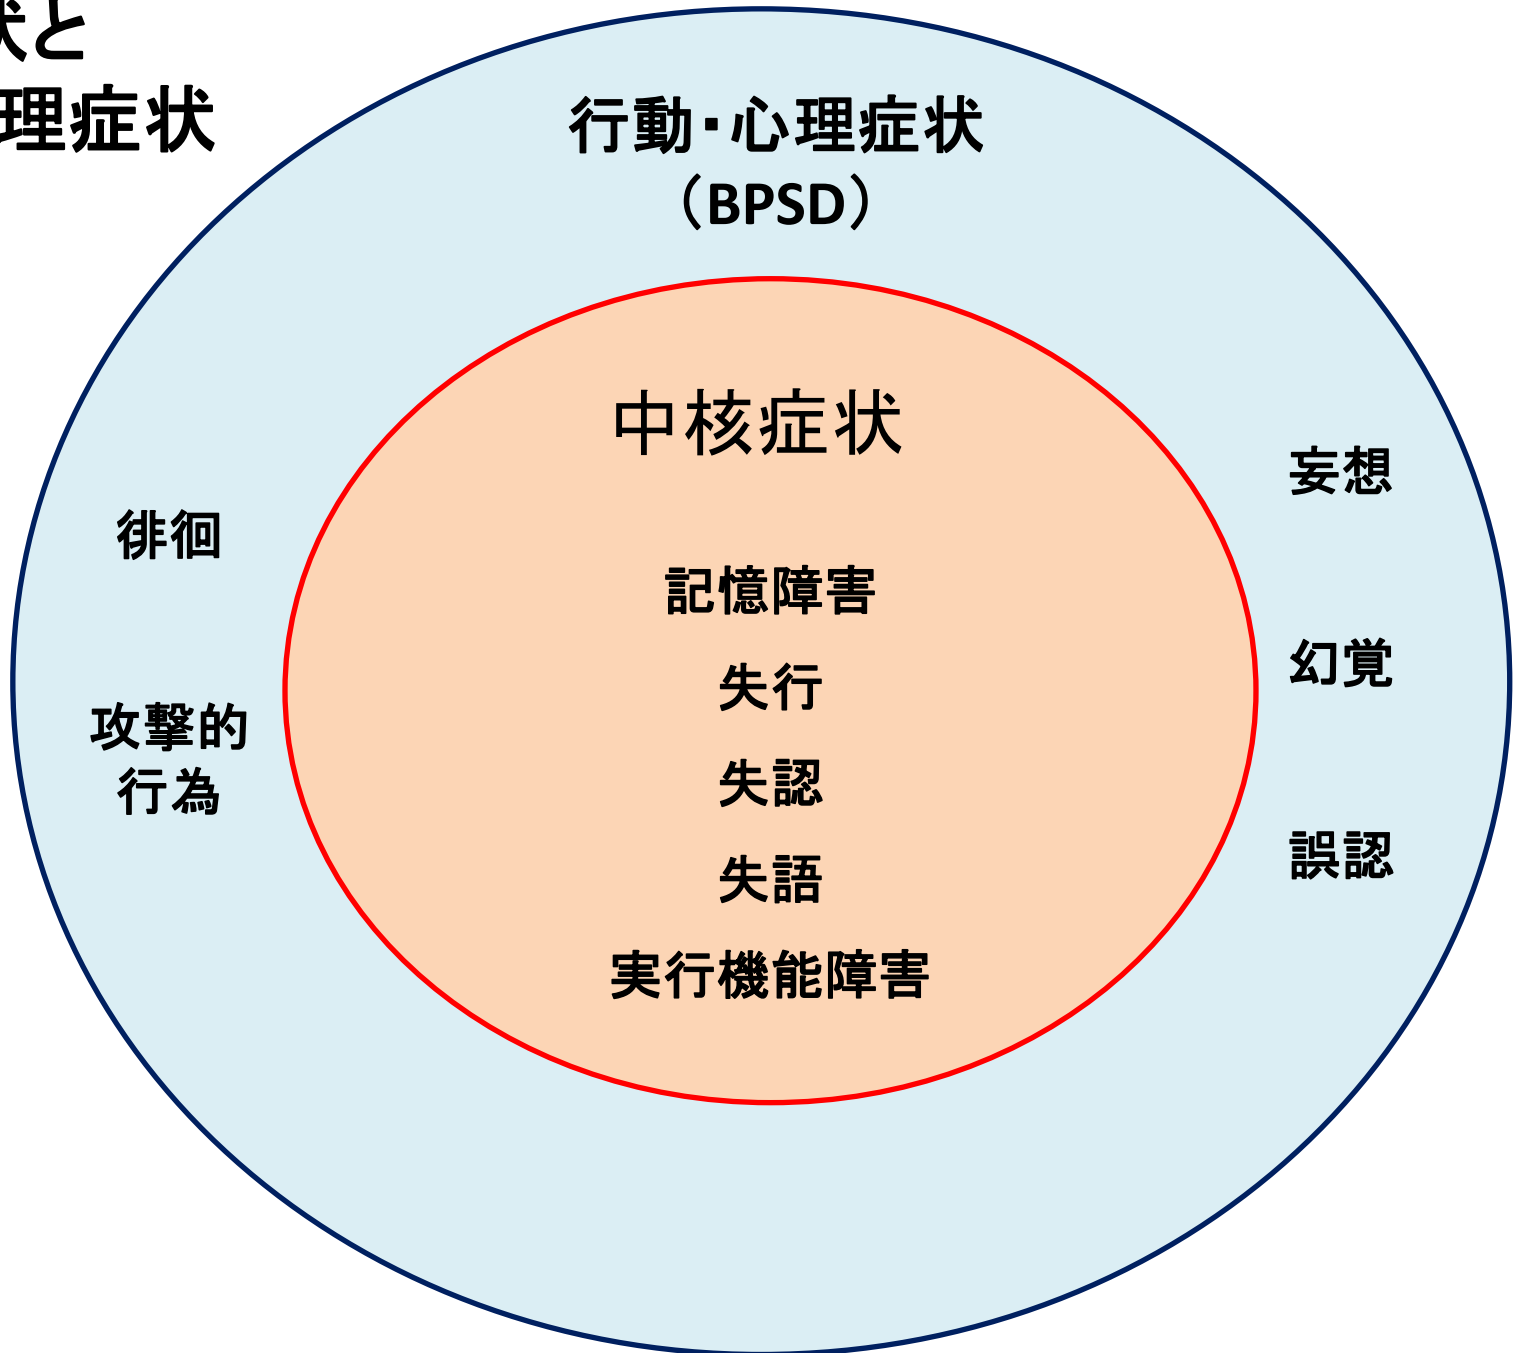 状と
理症状
行動・心理症状
（BPSD）
中核症状
記憶障害
失行
失認
失語
実行機能障害
徘徊
攻撃的
行為
妄想
幻覚
誤認